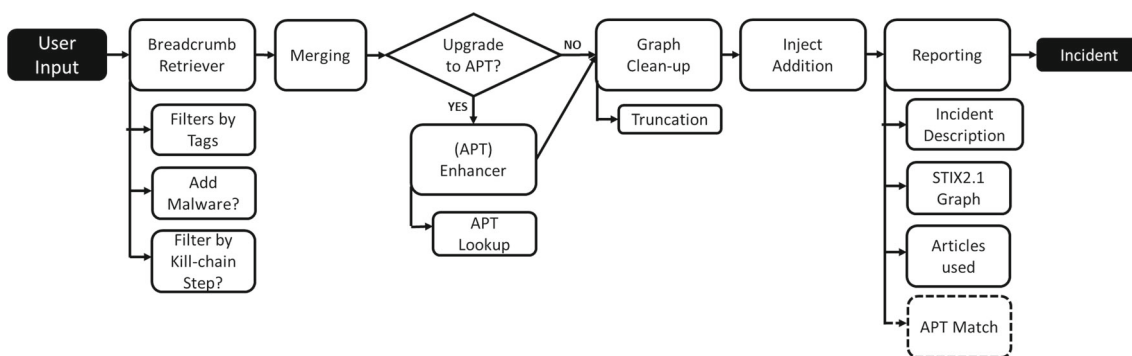 User
Input
Breadcrumb
Retriever
Merging
Upgrade
to APT?
NO
YES
Graph
Clean-up
Inject
Addition
Reporting
Incident
Filters by
Tags
Add
Malware?
Filter by
Kill-chain
Step?
(APT)
Enhancer
APT
Lookup
Truncation
Incident
Description
STIX2.1
Graph
Articles
used
APT Match